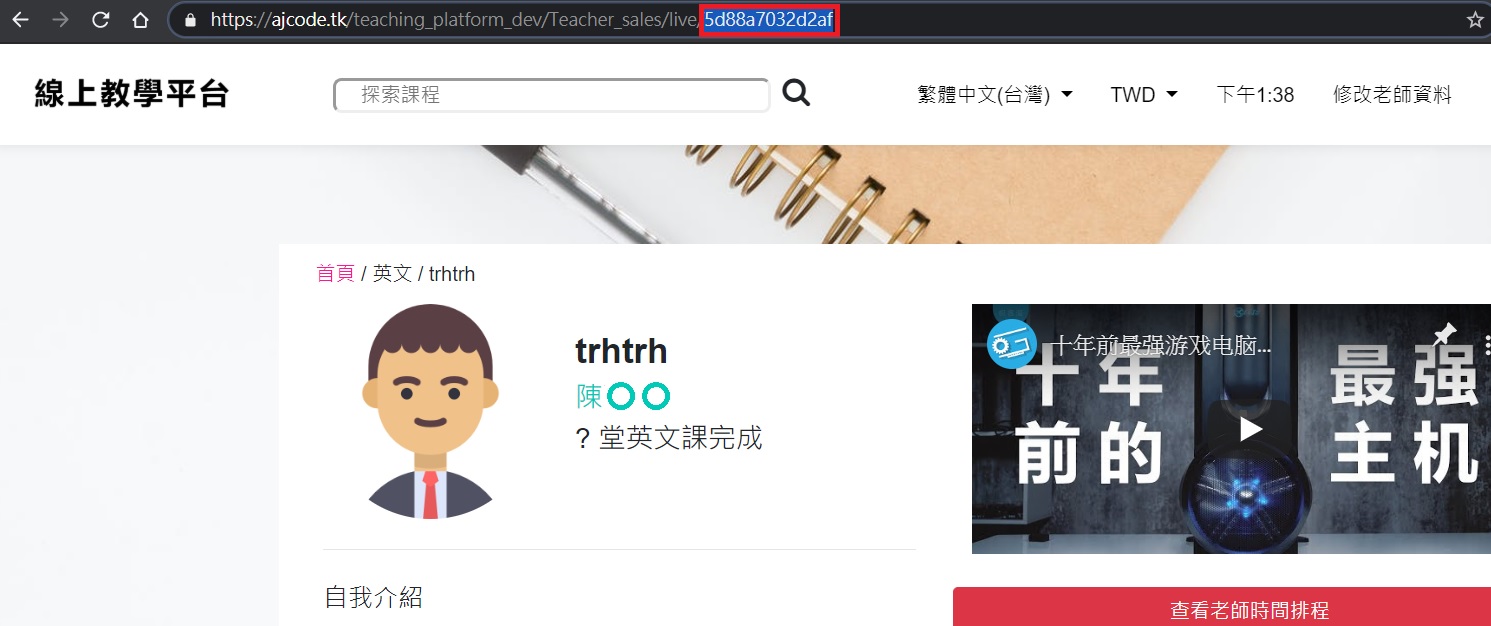 https://ajcode.tk/teaching_platform_dev/Teacher_sales/live/5d88a7032d2af
線上教學平台
探索課程
繁體中文(台灣)
TWD
下午1:38
修改老師資料
首頁 / 英文 / trhtrh
trhtrh
陳〇〇
? 堂英文課完成
十年前最强游戏电脑...
十年 最强
前的 主机
自我介紹
查看老師時間排程